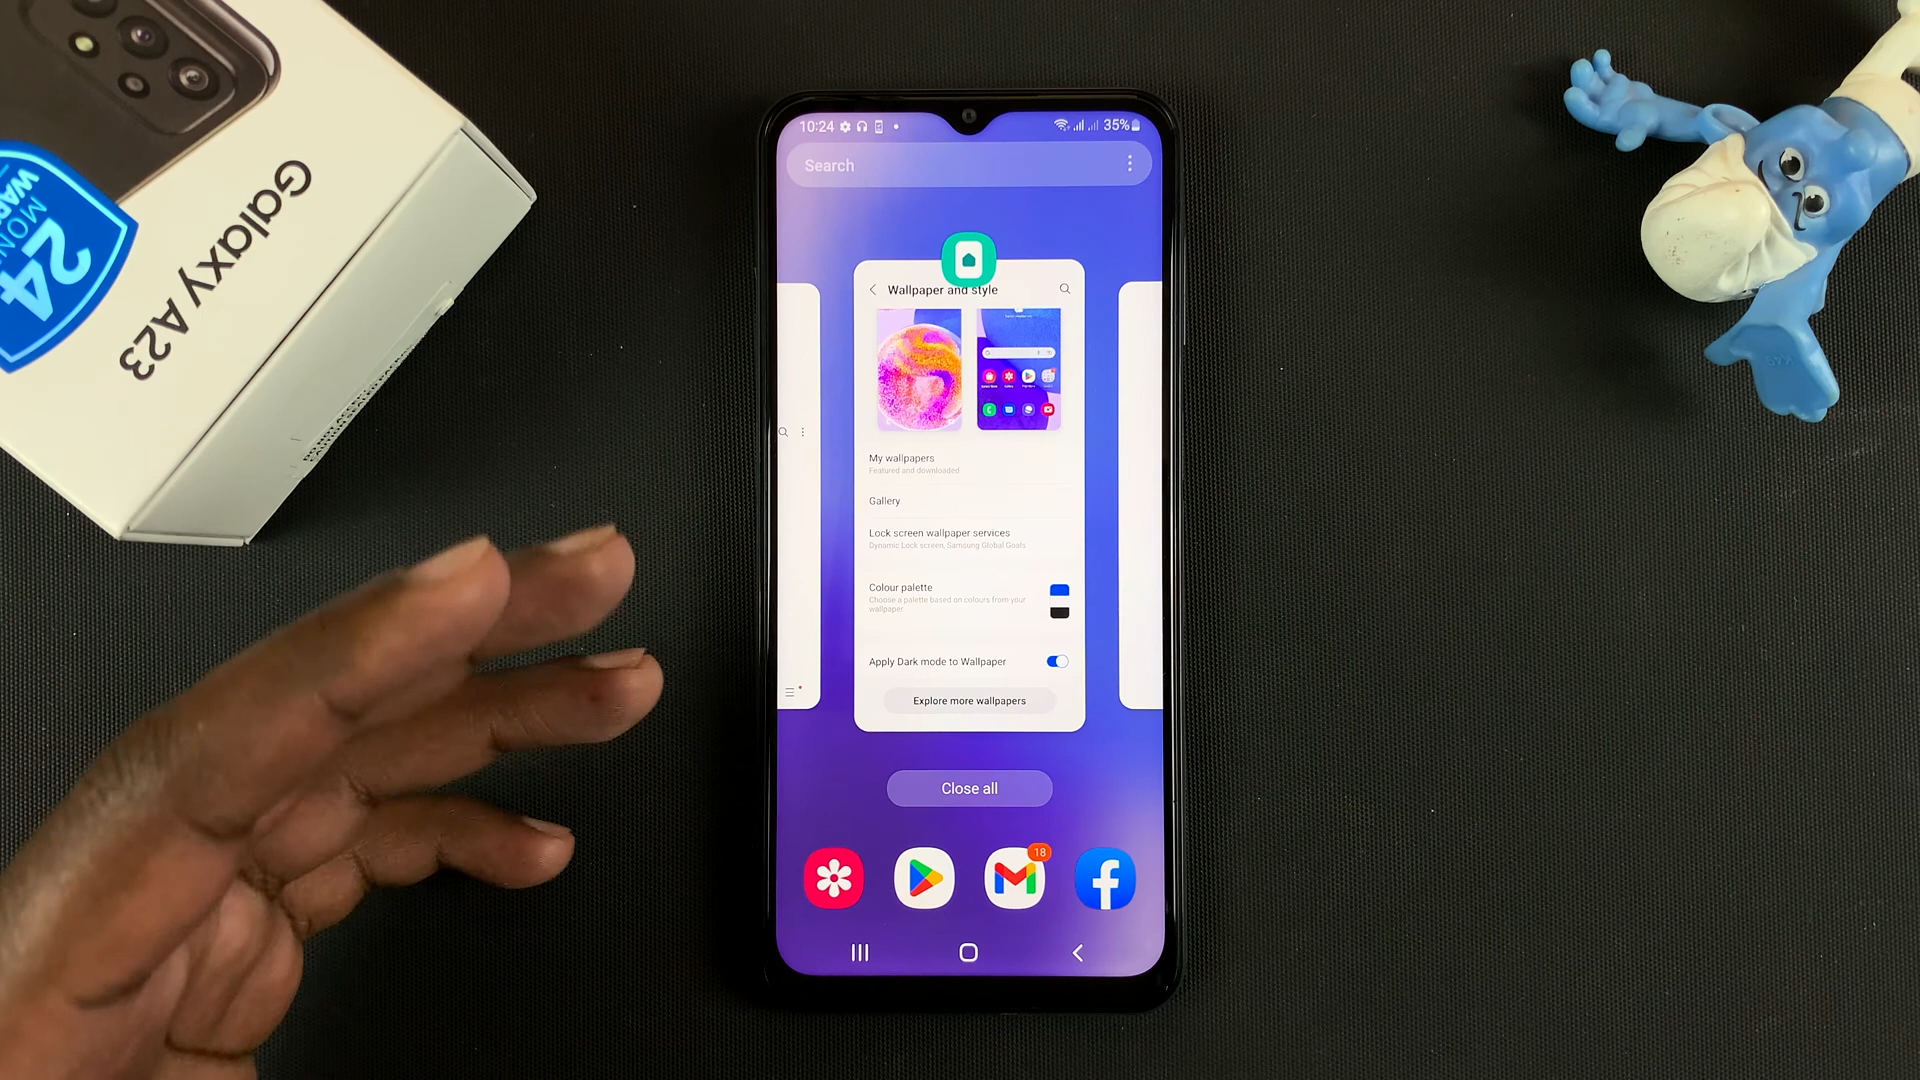 Galaxy A23
24
MON
WAR
10:24
35%
Search
Wallpaper and style
My wallpapers
Featured and downloaded
Gallery
Lock screen wallpaper services
Dynamic Lock screen, Samsung Global Goals
Colour palette
Choose a palette based on colours from your
wallpaper
Apply Dark mode to Wallpaper
Explore more wallpapers
Close all
18